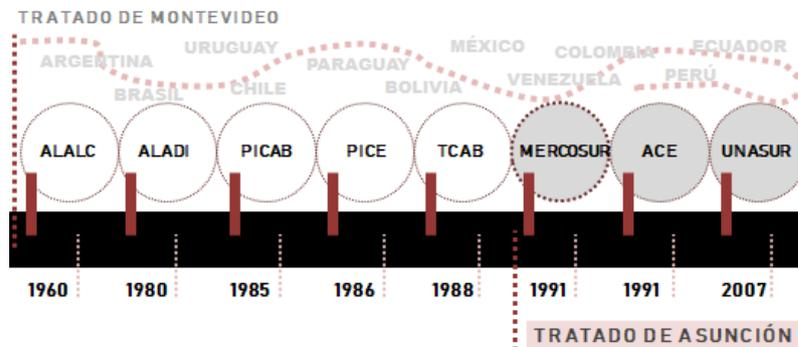 TRATADO DE MONTEVIDEO
URUGUAY MÉXICO COLOMBIA ECUADOR
ARGENTINA PARAGUAY
BRASIL CHILE BOLIVIA VENEZUELA PERÚ
ALALC ALADI PICAB PICE TCAB MERCOSUR ACE UNASUR
1960 1980 1985 1986 1988 1991 1991 2007
TRATADO DE ASUNCIÓN